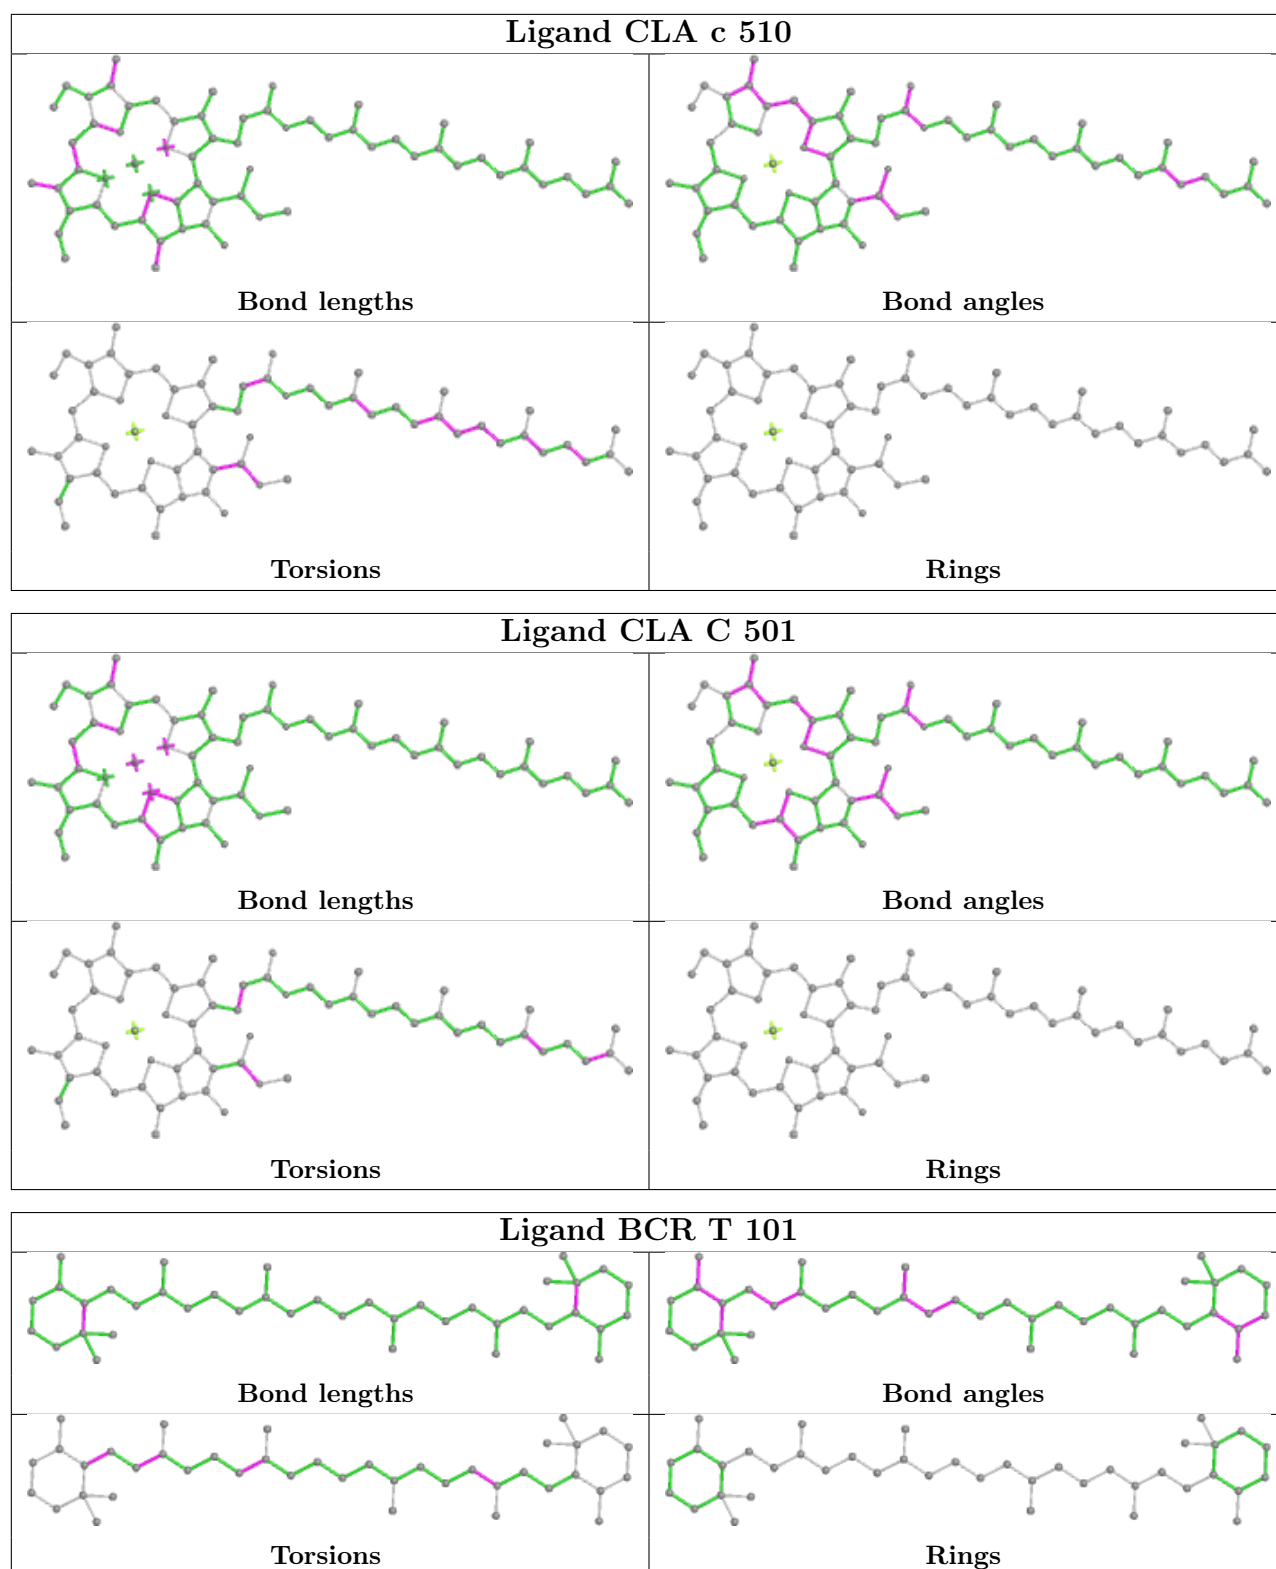 Ligand CLA c 510
Bond lengths
Bond angles
Torsions
Rings
Ligand CLA C 501
Bond lengths
Bond angles
Torsions
Rings
Ligand BCR T 101
Bond lengths
Bond angles
Torsions
Rings